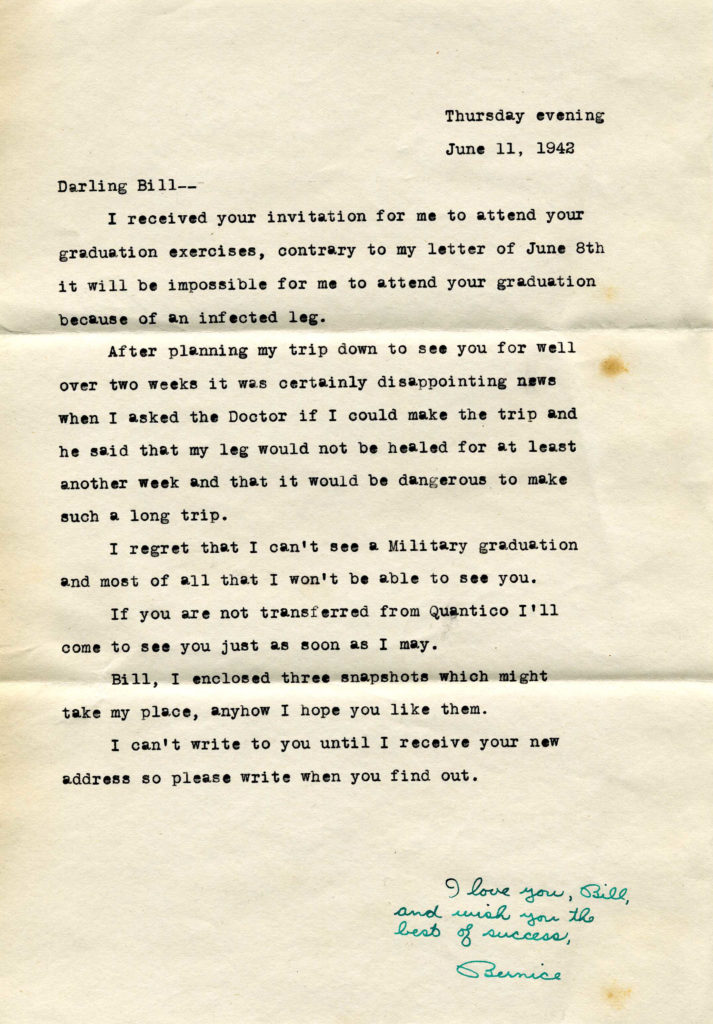 Thursday evening
June 11, 1942
Darling Bill--
I received your invitation for me to attend your
graduation exercises, contrary to my letter of June 8th
it will be impossible for me to attend your graduation
because of an infected leg.
After planning my trip down to see you for well
over two weeks it was certainly disappointing news
when I asked the Doctor if I could make the trip and
he said that my leg would not be healed for at least
another week and that it would be dangerous to make
such a long trip.
I regret that I can't see a Military graduation
and most of all that I won't be able to see you.
If you are not transferred from Quantico I'll
come to see you just as soon as I may.
Bill, I enclosed three snapshots which might
take my place, anyhow I hope you like them.
I can't write to you until I receive your new
address so please write when you find out.
I love you, Bill,
and wish you the
best of success,
Bernice